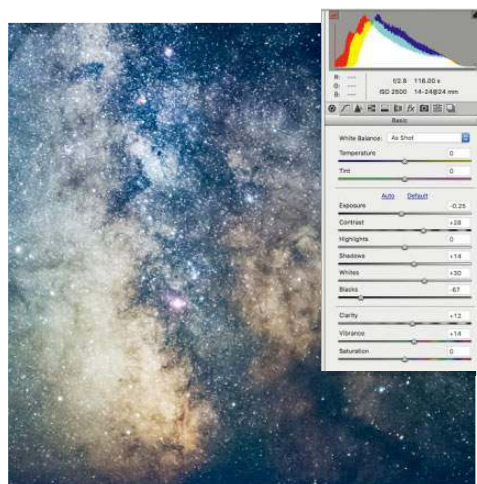 R: ---
G: ---
B: ---
f/2.8 116.00 s
ISO 2500 14-24@24 mm
fx
Basic
White Balance: As Shot
Temperature 0
Tint 0
Auto Default
Exposure -0.25
Contrast +28
Highlights 0
Shadows +14
Whites +30
Blacks -67
Clarity +12
Vibrance +14
Saturation 0